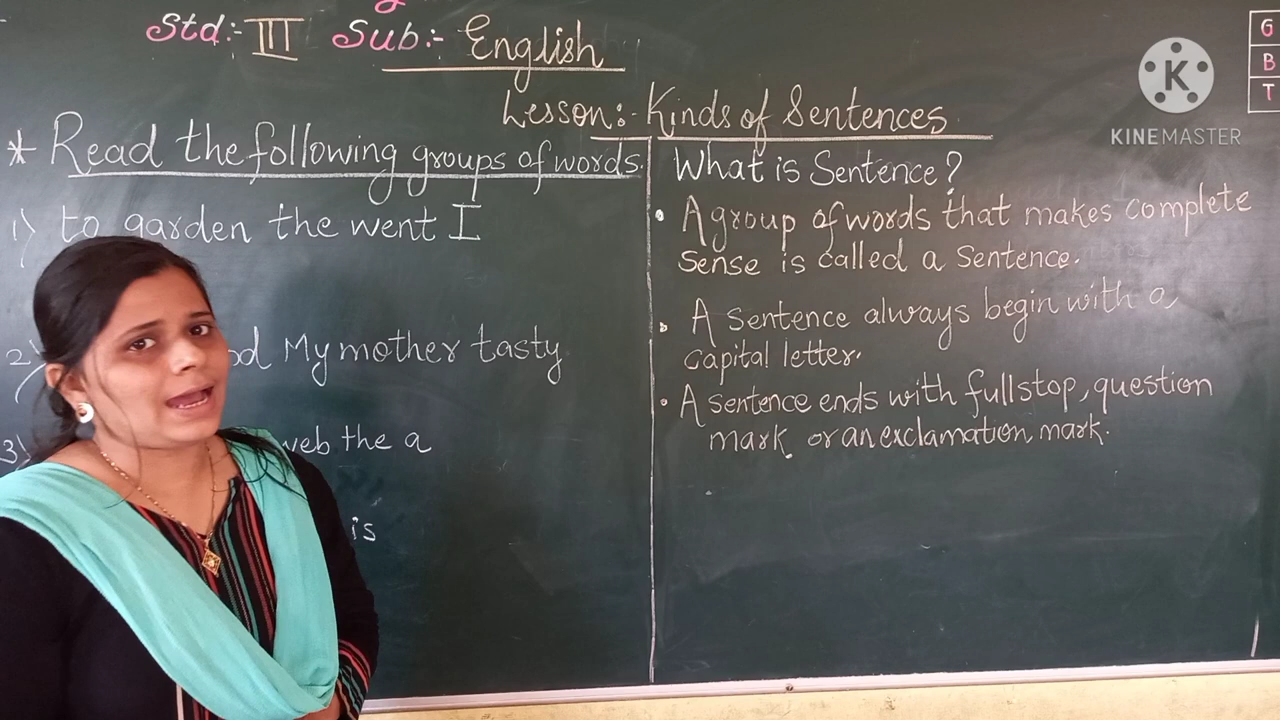 Std:- III Sub:- English
Lesson:- Kinds of Sentences
* Read the following groups of words.
1) to garden the went I
2) My mother tasty
3) web the a
is
What is Sentence?
• A group of words that makes complete
sense is called a sentence.
• A sentence always begin with a
capital letter.
• A sentence ends with full stop, question
mark or an exclamation mark.
G
B
T
K
KINEMASTER